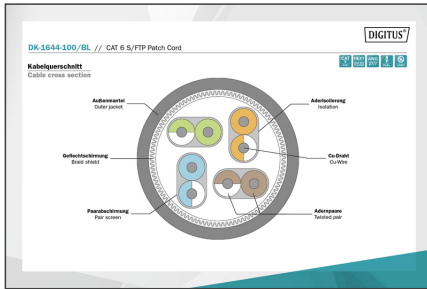 DIGITUS®
DK-1644-100/BL // CAT 6 S/FTP Patch Cord
Kabelquerschnitt
Cable cross section
Außenmantel
Outer jacket
Aderisolierung
Isolation
Geflechtschirmung
Braid shield
Cu-Draht
Cu-Wire
Paarabschirmung
Pair screen
Adernpaare
Twisted pair